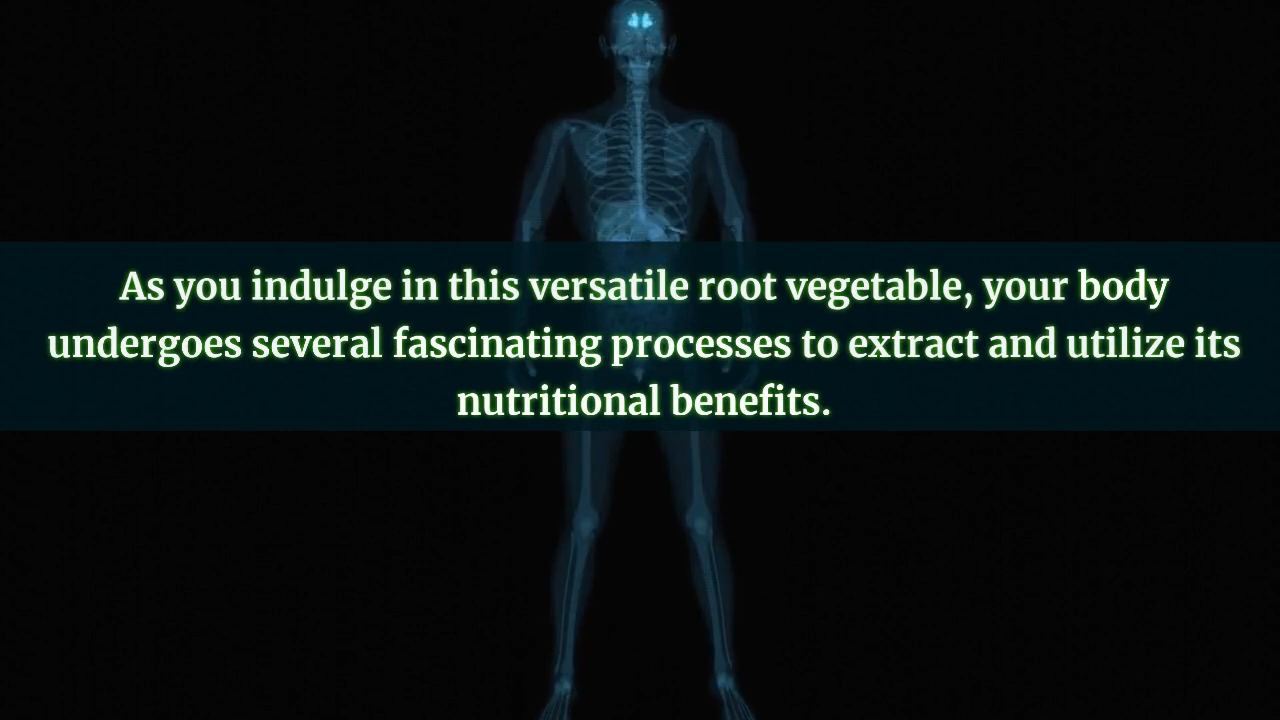 As you indulge in this versatile root vegetable, your body
undergoes several fascinating processes to extract and utilize its
nutritional benefits.